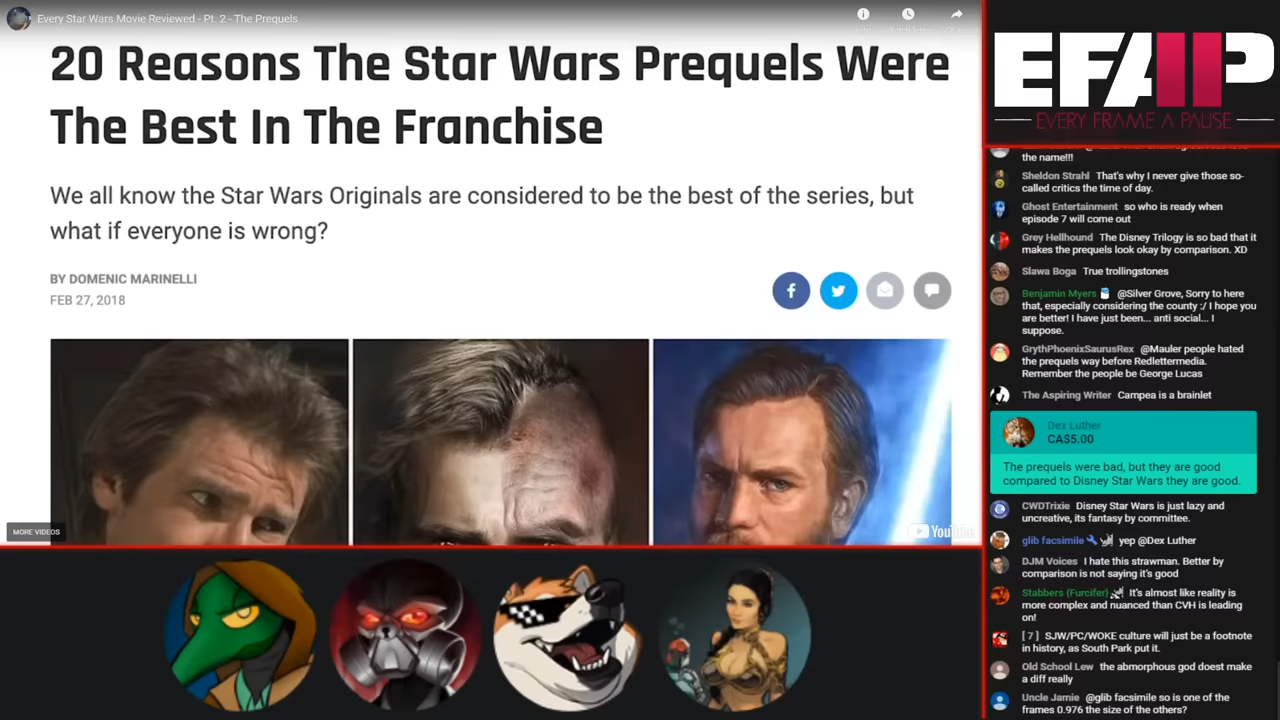 Every Star Wars Movie Reviewed - Pt. 2 - The Prequels
20 Reasons The Star Wars Prequels Were
The Best In The Franchise
We all know the Star Wars Originals are considered to be the best of the series, but
what if everyone is wrong?
BY DOMENIC MARINELLI
FEB 27, 2018
MORE VIDEOS
YouTube
EFAP
EVERY FRAME A PAUSE
the name!!!
Sheldon Strahl That's why I never give those so-
called critics the time of day.
Ghost Entertainment so who is ready when
episode 7 will come out
Grey Hellhound The Disney Trilogy is so bad that it
makes the prequels look okay by comparison. XD
Slawa Boga True trollingstones
Benjamin Myers @Silver Grove, Sorry to here
that, especially considering the county :/ I hope you
are better! I have just been... anti social... I
suppose.
GrythPhoenixSaurusRex @Mauler people hated
the prequels way before Redlettermedia.
Remember the people be George Lucas
The Aspiring Writer Campea is a brainlet
Dex Luther
CA$5.00
The prequels were bad, but they are good
compared to Disney Star Wars they are good.
CWDTrixie Disney Star Wars is just lazy and
uncreative, its fantasy by committee.
glib facsimile yep @Dex Luther
DJM Voices I hate this strawman. Better by
comparison is not saying it's good
Stabbers (Furcifer) It's almost like reality is
more complex and nuanced than CVH is leading
on!
[ 7 ] SJW/PC/WOKE culture will just be a footnote
in history, as South Park put it.
Old School Lew the abmorphous god doest make
a diff really
Uncle Jamie @glib facsimile so is one of the
frames 0.976 the size of the others?